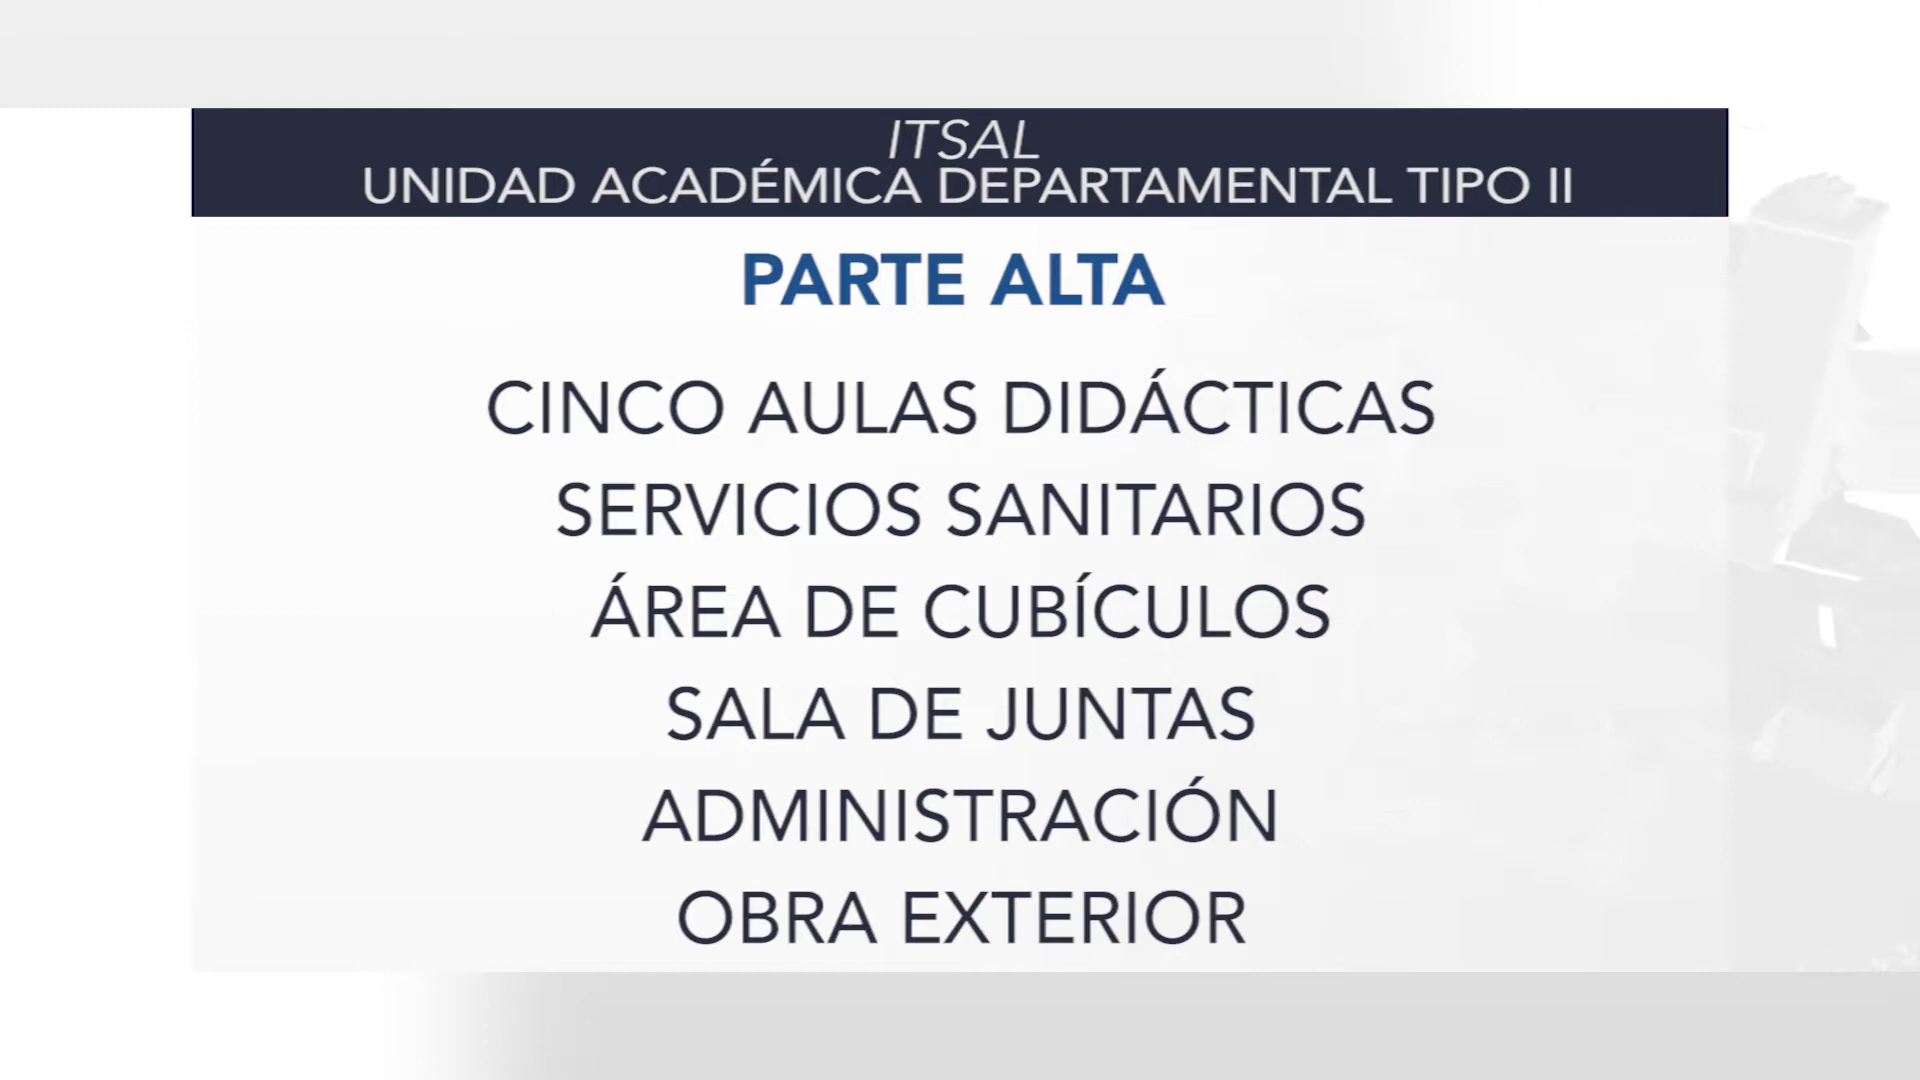 ITSAL
UNIDAD ACADÉMICA DEPARTAMENTAL TIPO II
PARTE ALTA
CINCO AULAS DIDÁCTICAS
SERVICIOS SANITARIOS
ÁREA DE CUBÍCULOS
SALA DE JUNTAS
ADMINISTRACIÓN
OBRA EXTERIOR